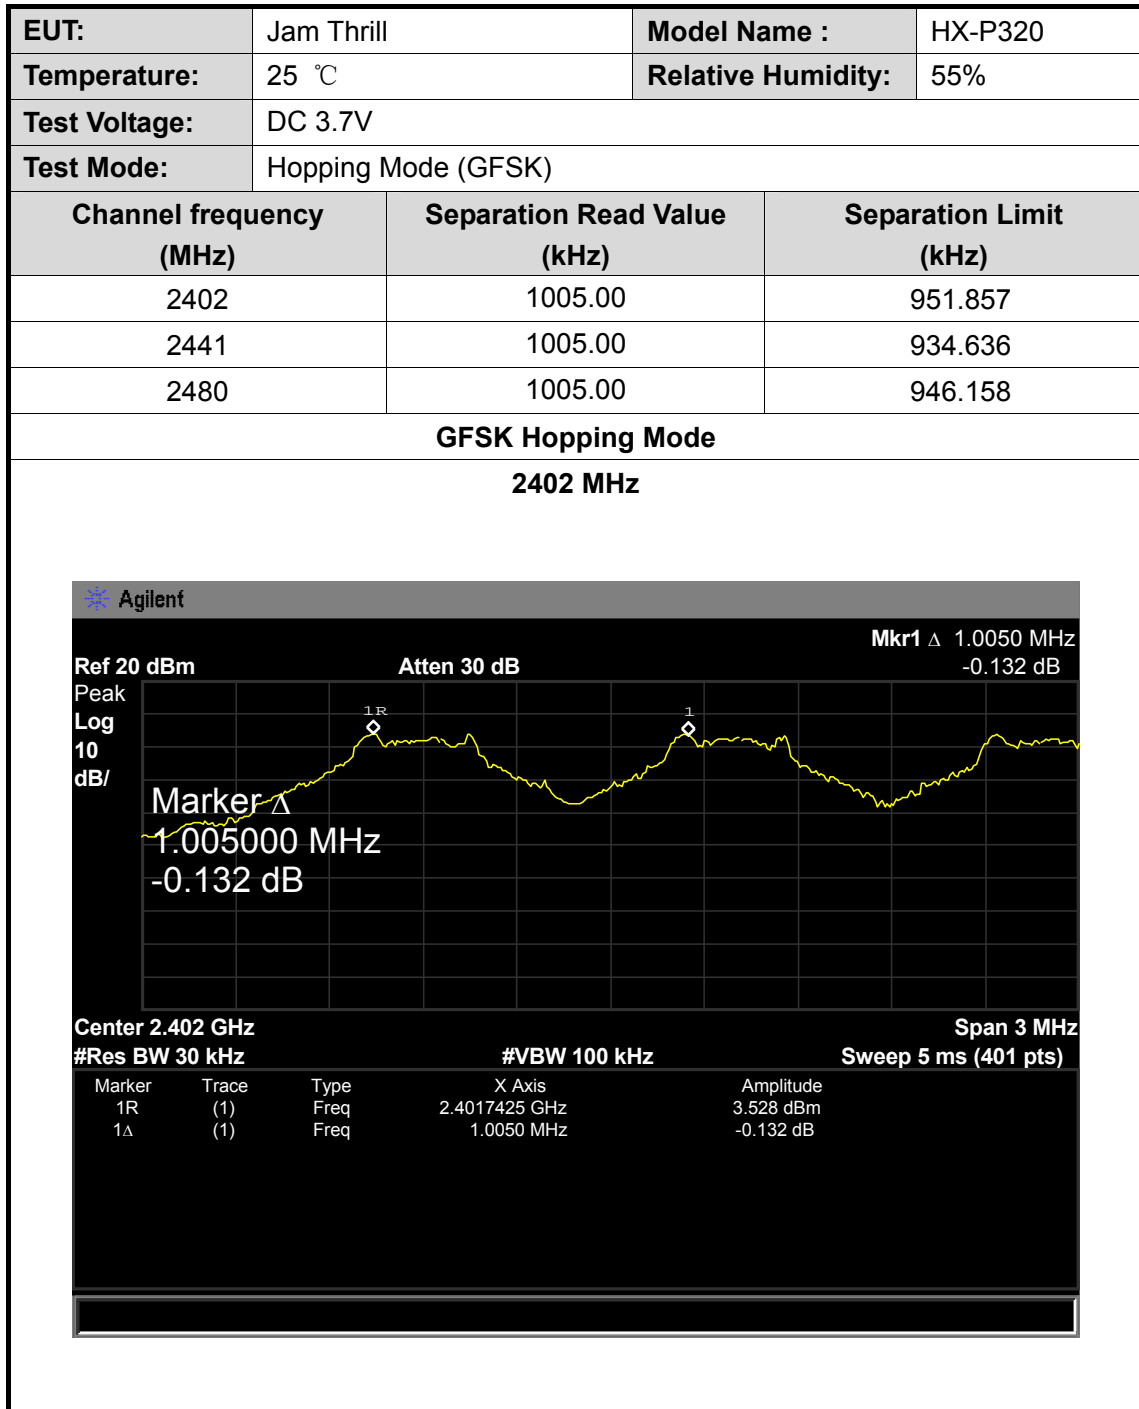 EUT: Jam Thrill Model Name : HX-P320
Temperature: 25 ℃ Relative Humidity: 55%
Test Voltage: DC 3.7V
Test Mode: Hopping Mode (GFSK)
Channel frequency (MHz) Separation Read Value (kHz) Separation Limit (kHz)
2402 1005.00 951.857
2441 1005.00 934.636
2480 1005.00 946.158
GFSK Hopping Mode
2402 MHz
Agilent
Mkr1 Δ 1.0050 MHz
Ref 20 dBm Atten 30 dB -0.132 dB
Peak
Log
10
dB/
1R 1
Marker Δ
1.005000 MHz
-0.132 dB
Center 2.402 GHz Span 3 MHz
#Res BW 30 kHz #VBW 100 kHz Sweep 5 ms (401 pts)
Marker Trace Type X Axis Amplitude
1R (1) Freq 2.4017425 GHz 3.528 dBm
1Δ (1) Freq 1.0050 MHz -0.132 dB